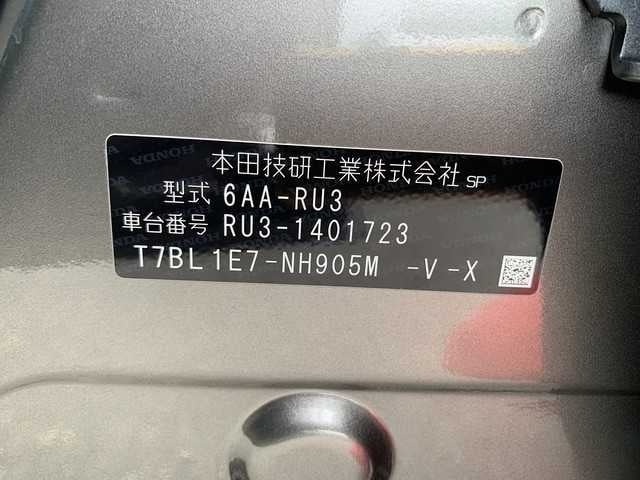 本田技研工業株式会社 SP
型式 6AA-RU3
車台番号 RU3-1401723
T7BL1E7-NH905M -V -X